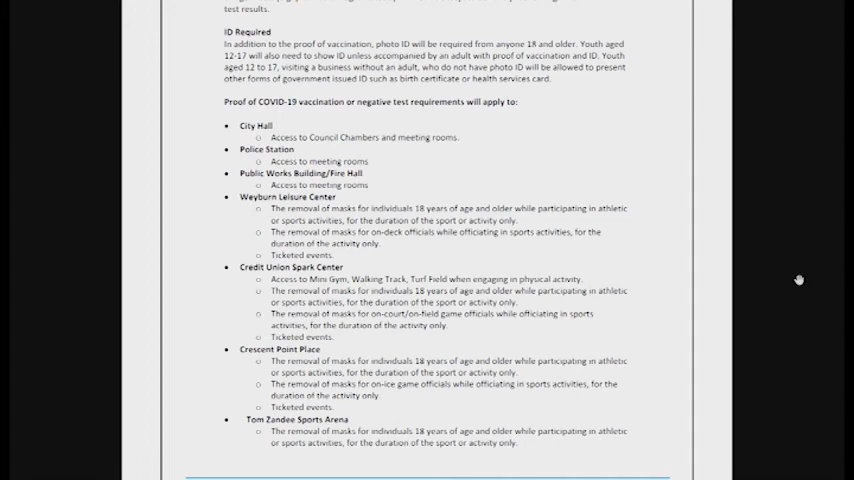 test results.
ID Required
In addition to the proof of vaccination, photo ID will be required from anyone 18 and older. Youth aged
12-17 will also need to show ID unless accompanied by an adult with proof of vaccination and ID. Youth
aged 12 to 17, visiting a business without an adult, who do not have photo ID will be allowed to present
other forms of government issued ID such as birth certificate or health services card.
Proof of COVID-19 vaccination or negative test requirements will apply to:
• City Hall
○ Access to Council Chambers and meeting rooms.
• Police Station
○ Access to meeting rooms
• Public Works Building/Fire Hall
○ Access to meeting rooms
• Weyburn Leisure Center
○ The removal of masks for individuals 18 years of age and older while participating in athletic
or sports activities, for the duration of the sport or activity only.
○ The removal of masks for on-deck officials while officiating in sports activities, for the
duration of the activity only.
○ Ticketed events.
• Credit Union Spark Center
○ Access to Mini Gym, Walking Track, Turf Field when engaging in physical activity.
○ The removal of masks for individuals 18 years of age and older while participating in athletic
or sports activities, for the duration of the sport or activity only.
○ The removal of masks for on-court/on-field game officials while officiating in sports
activities, for the duration of the activity only.
○ Ticketed events.
• Crescent Point Place
○ The removal of masks for individuals 18 years of age and older while participating in athletic
or sports activities, for the duration of the sport or activity only.
○ The removal of masks for on-ice game officials while officiating in sports activities, for the
duration of the activity only.
○ Ticketed events.
• Tom Zandee Sports Arena
○ The removal of masks for individuals 18 years of age and older while participating in athletic
or sports activities, for the duration of the sport or activity only.